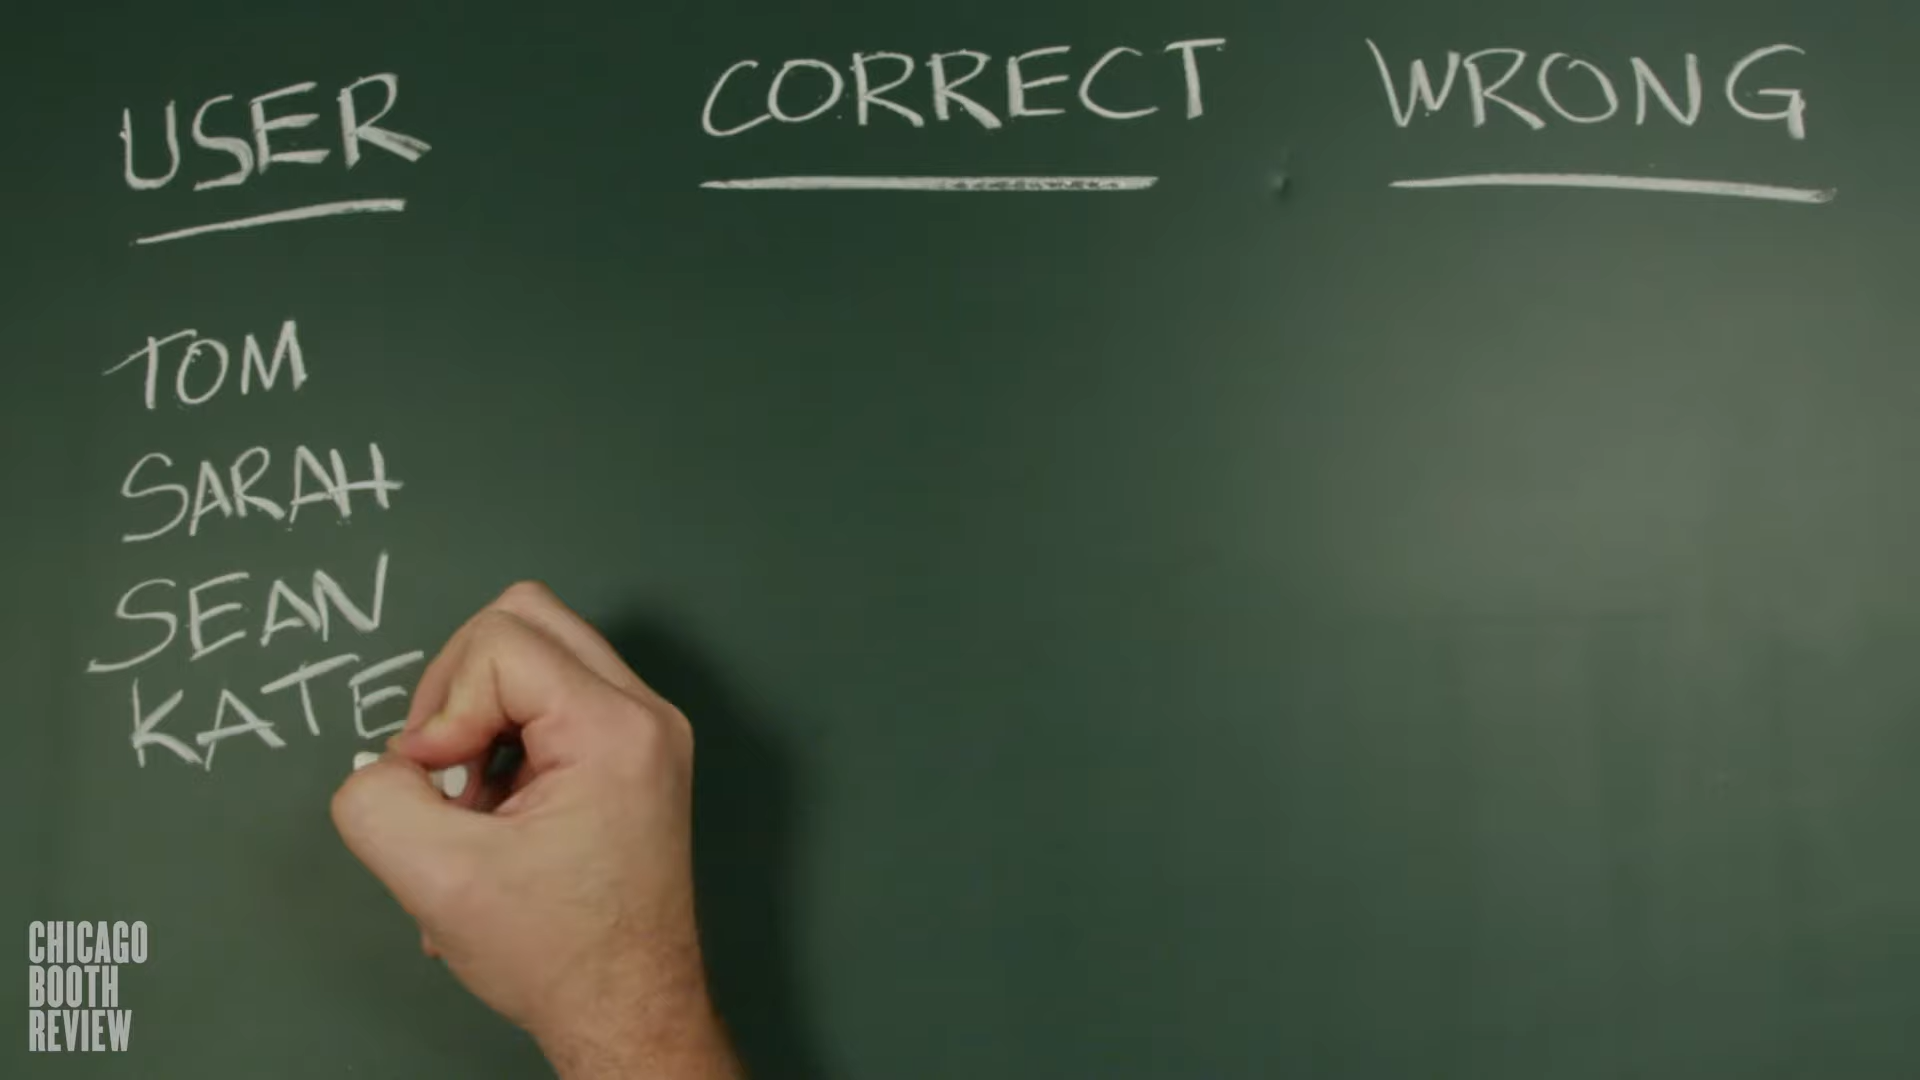 USER CORRECT WRONG
TOM
SARAH
SEAN
KATE
CHICAGO
BOOTH
REVIEW